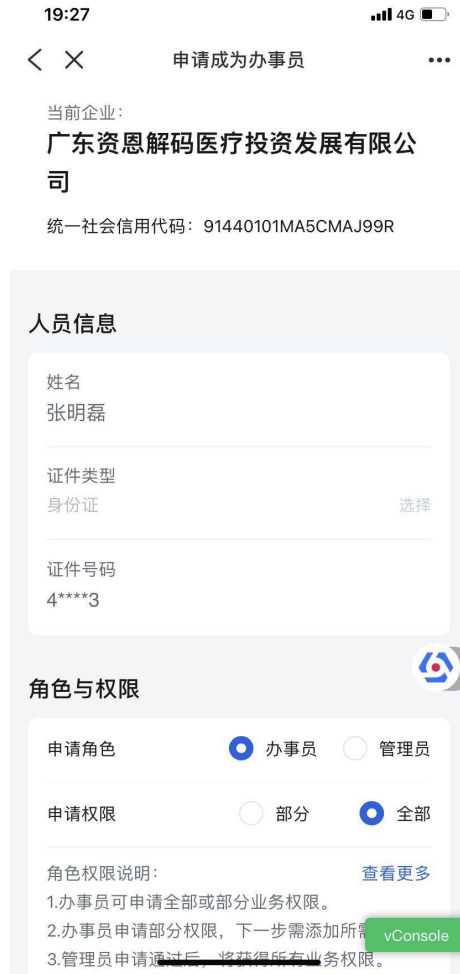 19:27
4G
申请成为办事员
当前企业：
广东资恩解码医疗投资发展有限公
司
统一社会信用代码：91440101MA5CMAJ99R
人员信息
姓名
张明磊
证件类型
身份证 选择
证件号码
4****3
角色与权限
申请角色 办事员 管理员
申请权限 部分 全部
角色权限说明： 查看更多
1.办事员可申请全部或部分业务权限。
2.办事员申请部分权限，下一步需添加所
vConsole
3.管理员申请通过后，将获得所有业务权限。